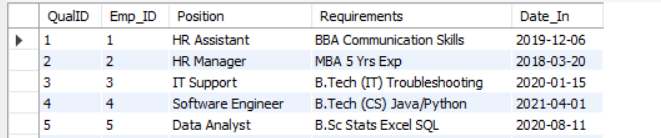 QualID Emp_ID Position Requirements Date_In
1 1 HR Assistant BBA Communication Skills 2019-12-06
2 2 HR Manager MBA 5 Yrs Exp 2018-03-20
3 3 IT Support B.Tech (IT) Troubleshooting 2020-01-15
4 4 Software Engineer B.Tech (CS) Java/Python 2021-04-01
5 5 Data Analyst B.Sc Stats Excel SQL 2020-08-11